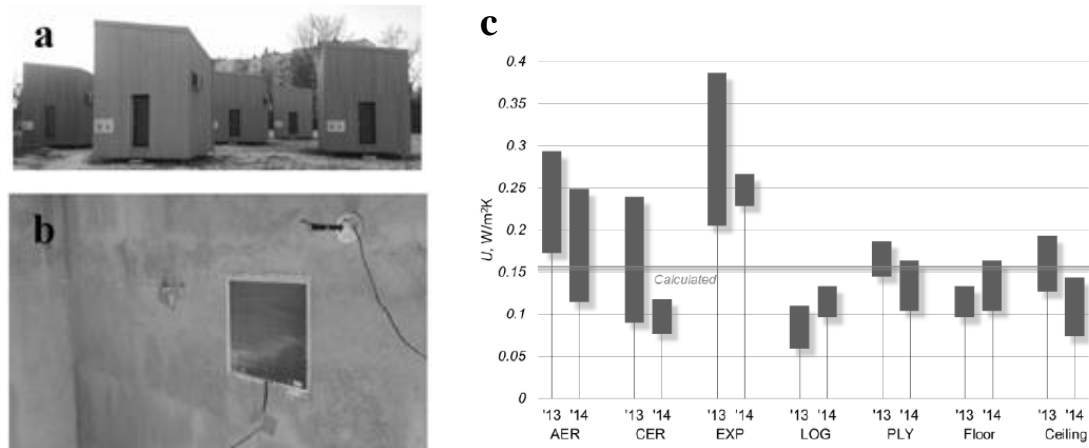 a
b
c
U, W/m²K
0.4
0.35
0.3
0.25
0.2
0.15
0.1
0.05
0
Calculated
'13 '14 '13 '14 '13 '14 '13 '14 '13 '14 '13 '14 '13 '14
AER CER EXP LOG PLY Floor Ceiling